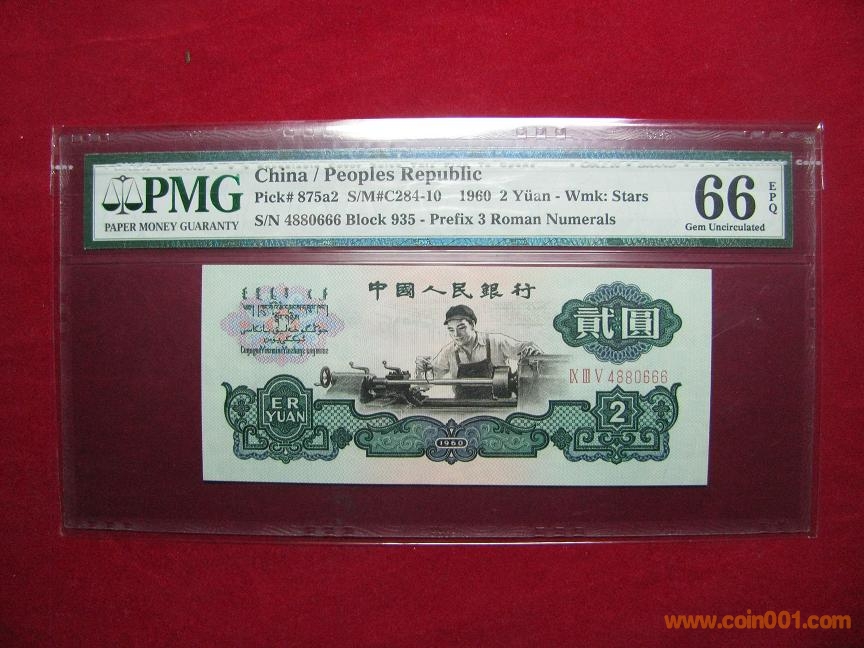 PMG
PAPER MONEY GUARANTY
China / Peoples Republic
Pick# 875a2 S/M#C284-10 1960 2 Yüan - Wmk: Stars
S/N 4880666 Block 935 - Prefix 3 Roman Numerals
66 EPQ
Gem Uncirculated
中國人民銀行
貳圓
IX III V 4880666
ER
YUAN
2
1960
www.coin001.com